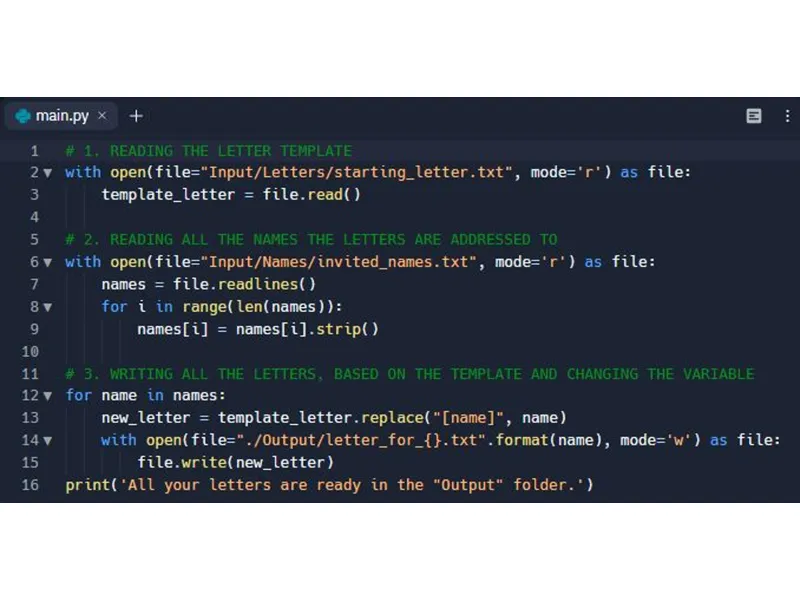 main.py × +
1 # 1. READING THE LETTER TEMPLATE
2 with open(file="Input/Letters/starting_letter.txt", mode='r') as file:
3     template_letter = file.read()
4
5 # 2. READING ALL THE NAMES THE LETTERS ARE ADDRESSED TO
6 with open(file="Input/Names/invited_names.txt", mode='r') as file:
7     names = file.readlines()
8     for i in range(len(names)):
9         names[i] = names[i].strip()
10
11 # 3. WRITING ALL THE LETTERS, BASED ON THE TEMPLATE AND CHANGING THE VARIABLE
12 for name in names:
13     new_letter = template_letter.replace("[name]", name)
14     with open(file="./Output/letter_for_{}.txt".format(name), mode='w') as file:
15         file.write(new_letter)
16 print('All your letters are ready in the "Output" folder.')